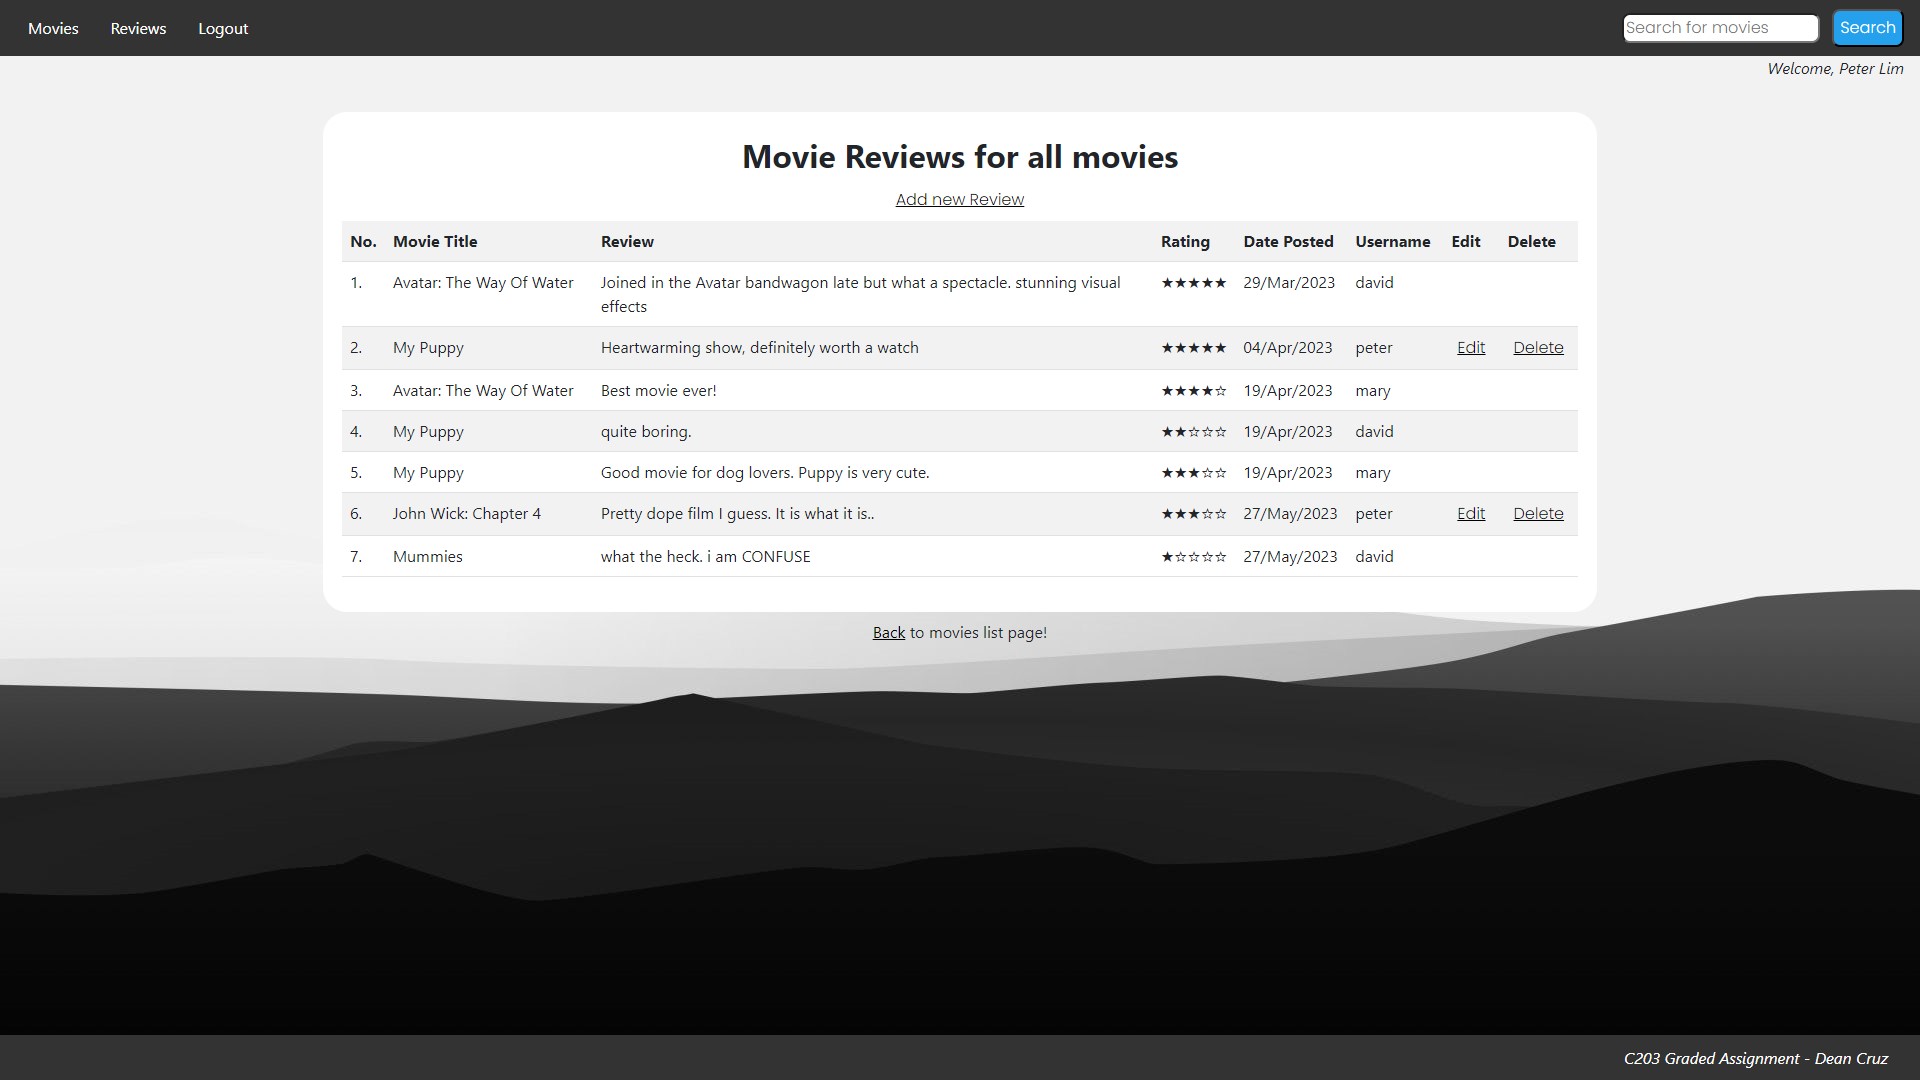 Movies Reviews Logout Search for movies Search
Welcome, Peter Lim
Movie Reviews for all movies
Add new Review
No. Movie Title Review Rating Date Posted Username Edit Delete
1. Avatar: The Way Of Water Joined in the Avatar bandwagon late but what a spectacle. stunning visual ★★★★★ 29/Mar/2023 david
effects
2. My Puppy Heartwarming show, definitely worth a watch ★★★★★ 04/Apr/2023 peter Edit Delete
3. Avatar: The Way Of Water Best movie ever! ★★★★☆ 19/Apr/2023 mary
4. My Puppy quite boring. ★★☆☆☆ 19/Apr/2023 david
5. My Puppy Good movie for dog lovers. Puppy is very cute. ★★★☆☆ 19/Apr/2023 mary
6. John Wick: Chapter 4 Pretty dope film I guess. It is what it is.. ★★★☆☆ 27/May/2023 peter Edit Delete
7. Mummies what the heck. i am CONFUSE ★☆☆☆☆ 27/May/2023 david
Back to movies list page!
C203 Graded Assignment - Dean Cruz